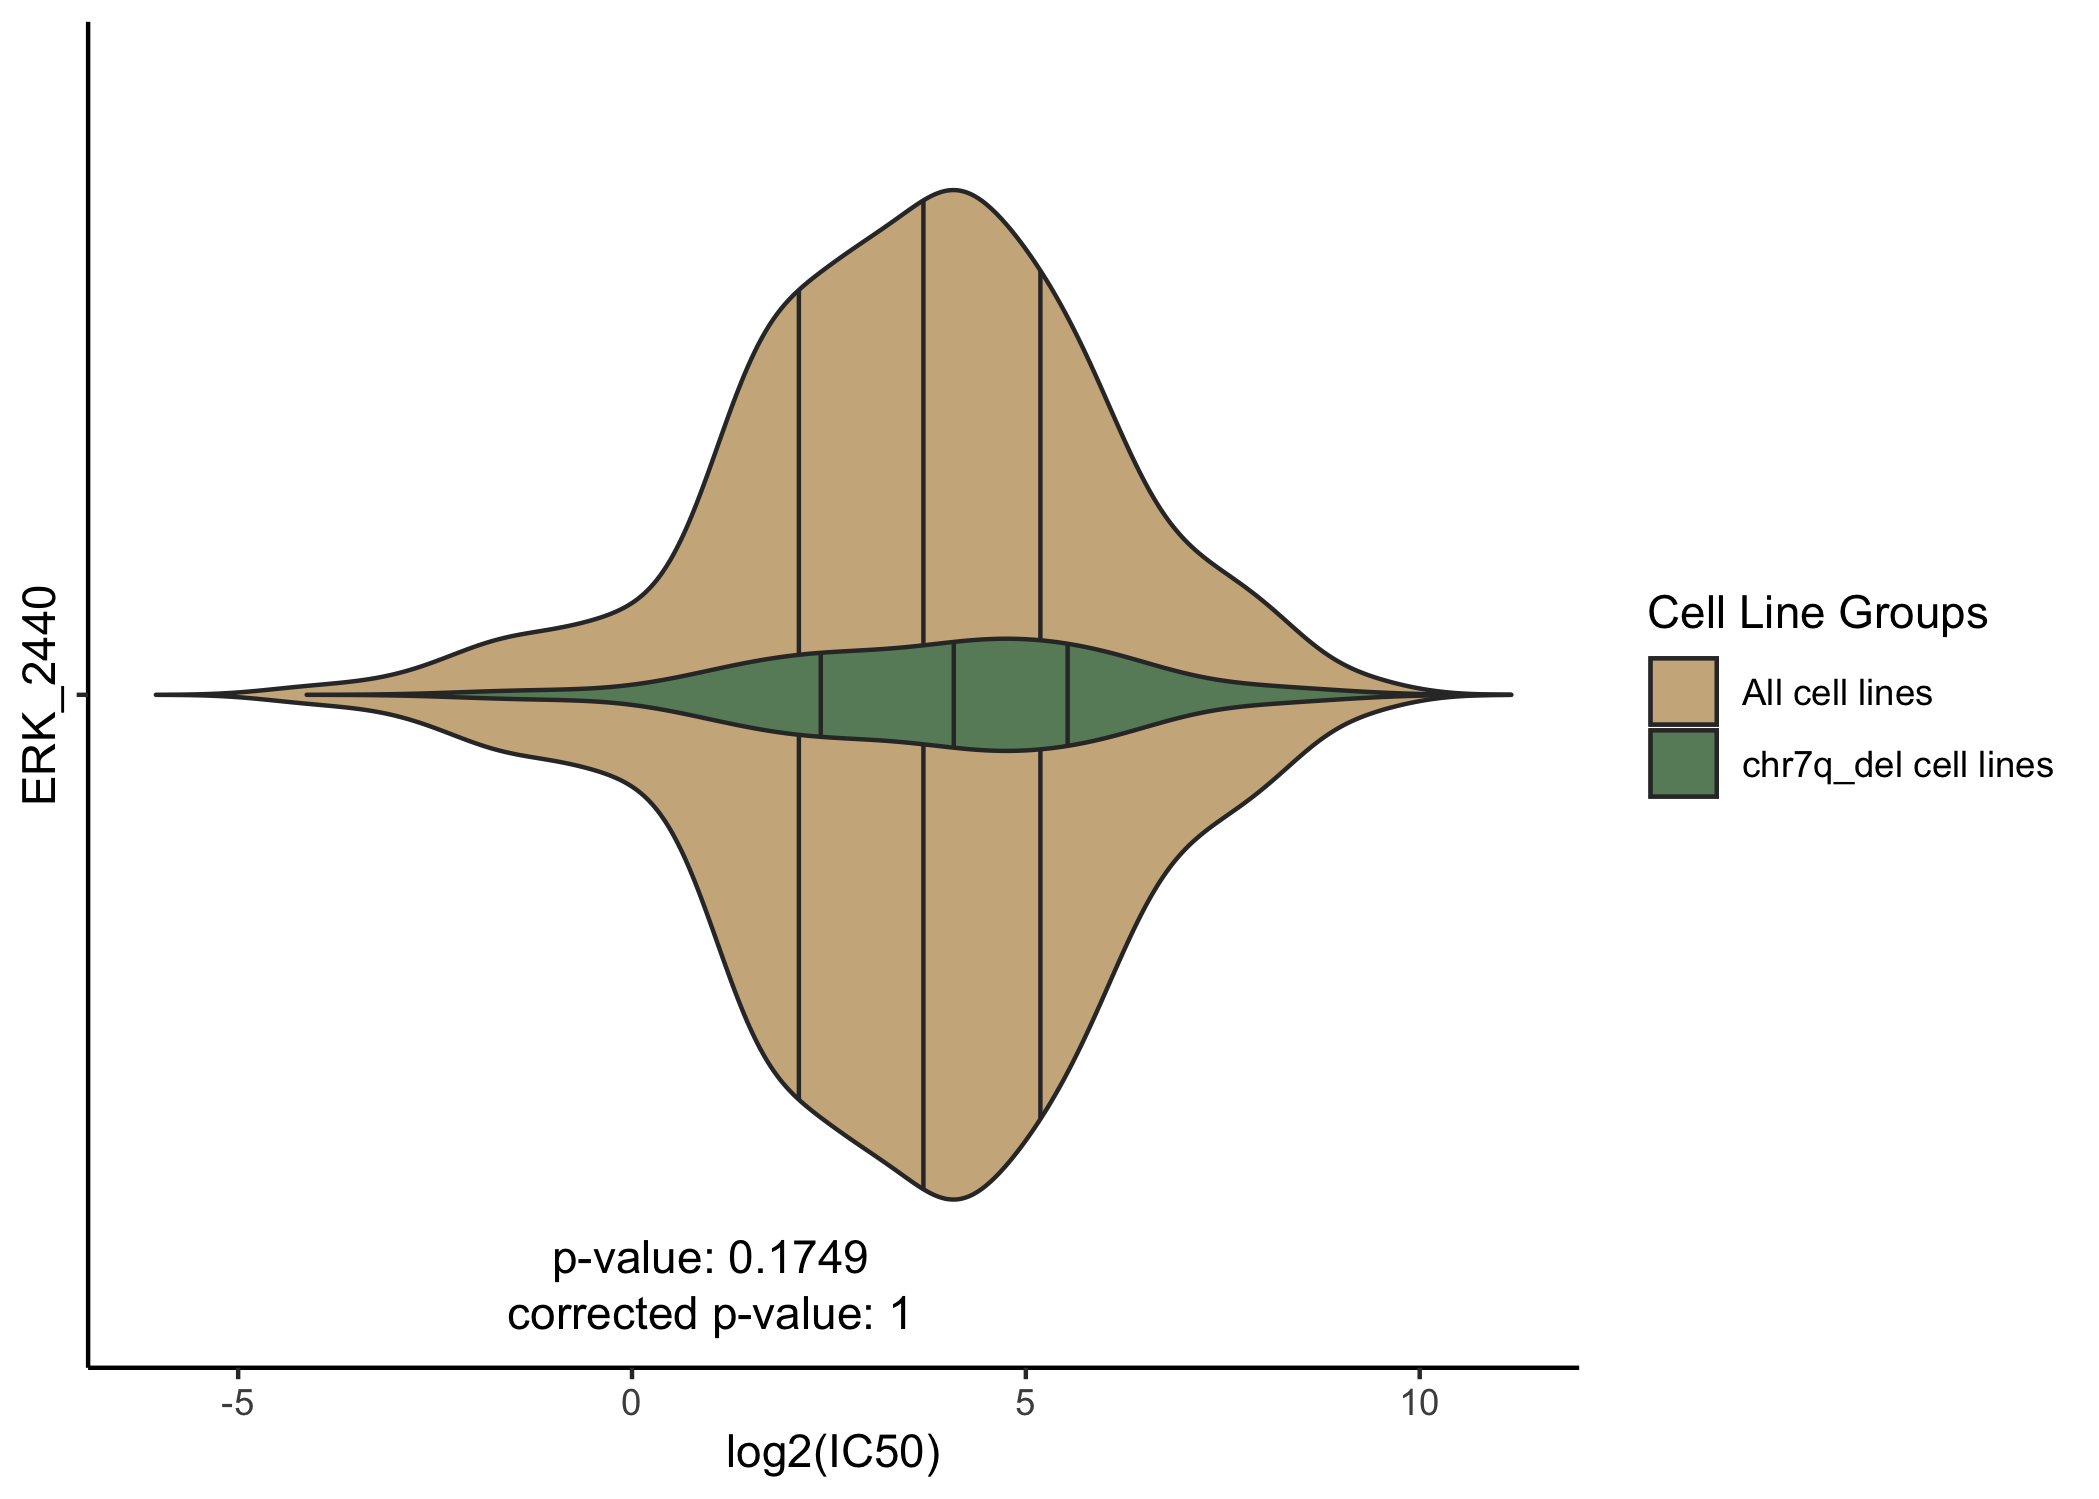 ERK_2440
Cell Line Groups
All cell lines
chr7q_del cell lines
p-value: 0.1749
corrected p-value: 1
-5 0 5 10
log2(IC50)